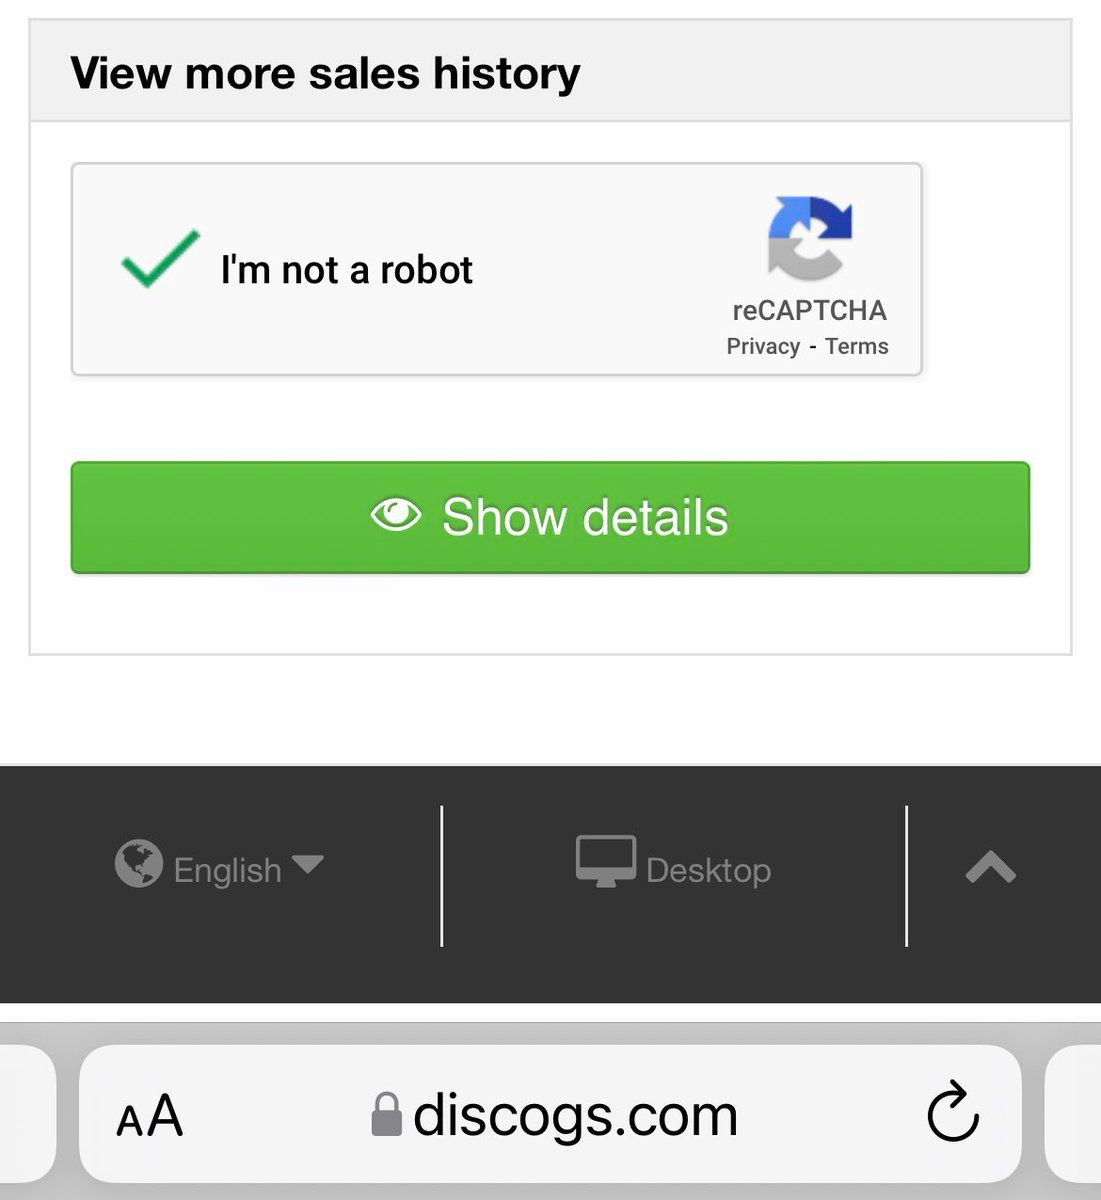 View more sales history
I'm not a robot
reCAPTCHA
Privacy - Terms
Show details
English
Desktop
AA
discogs.com